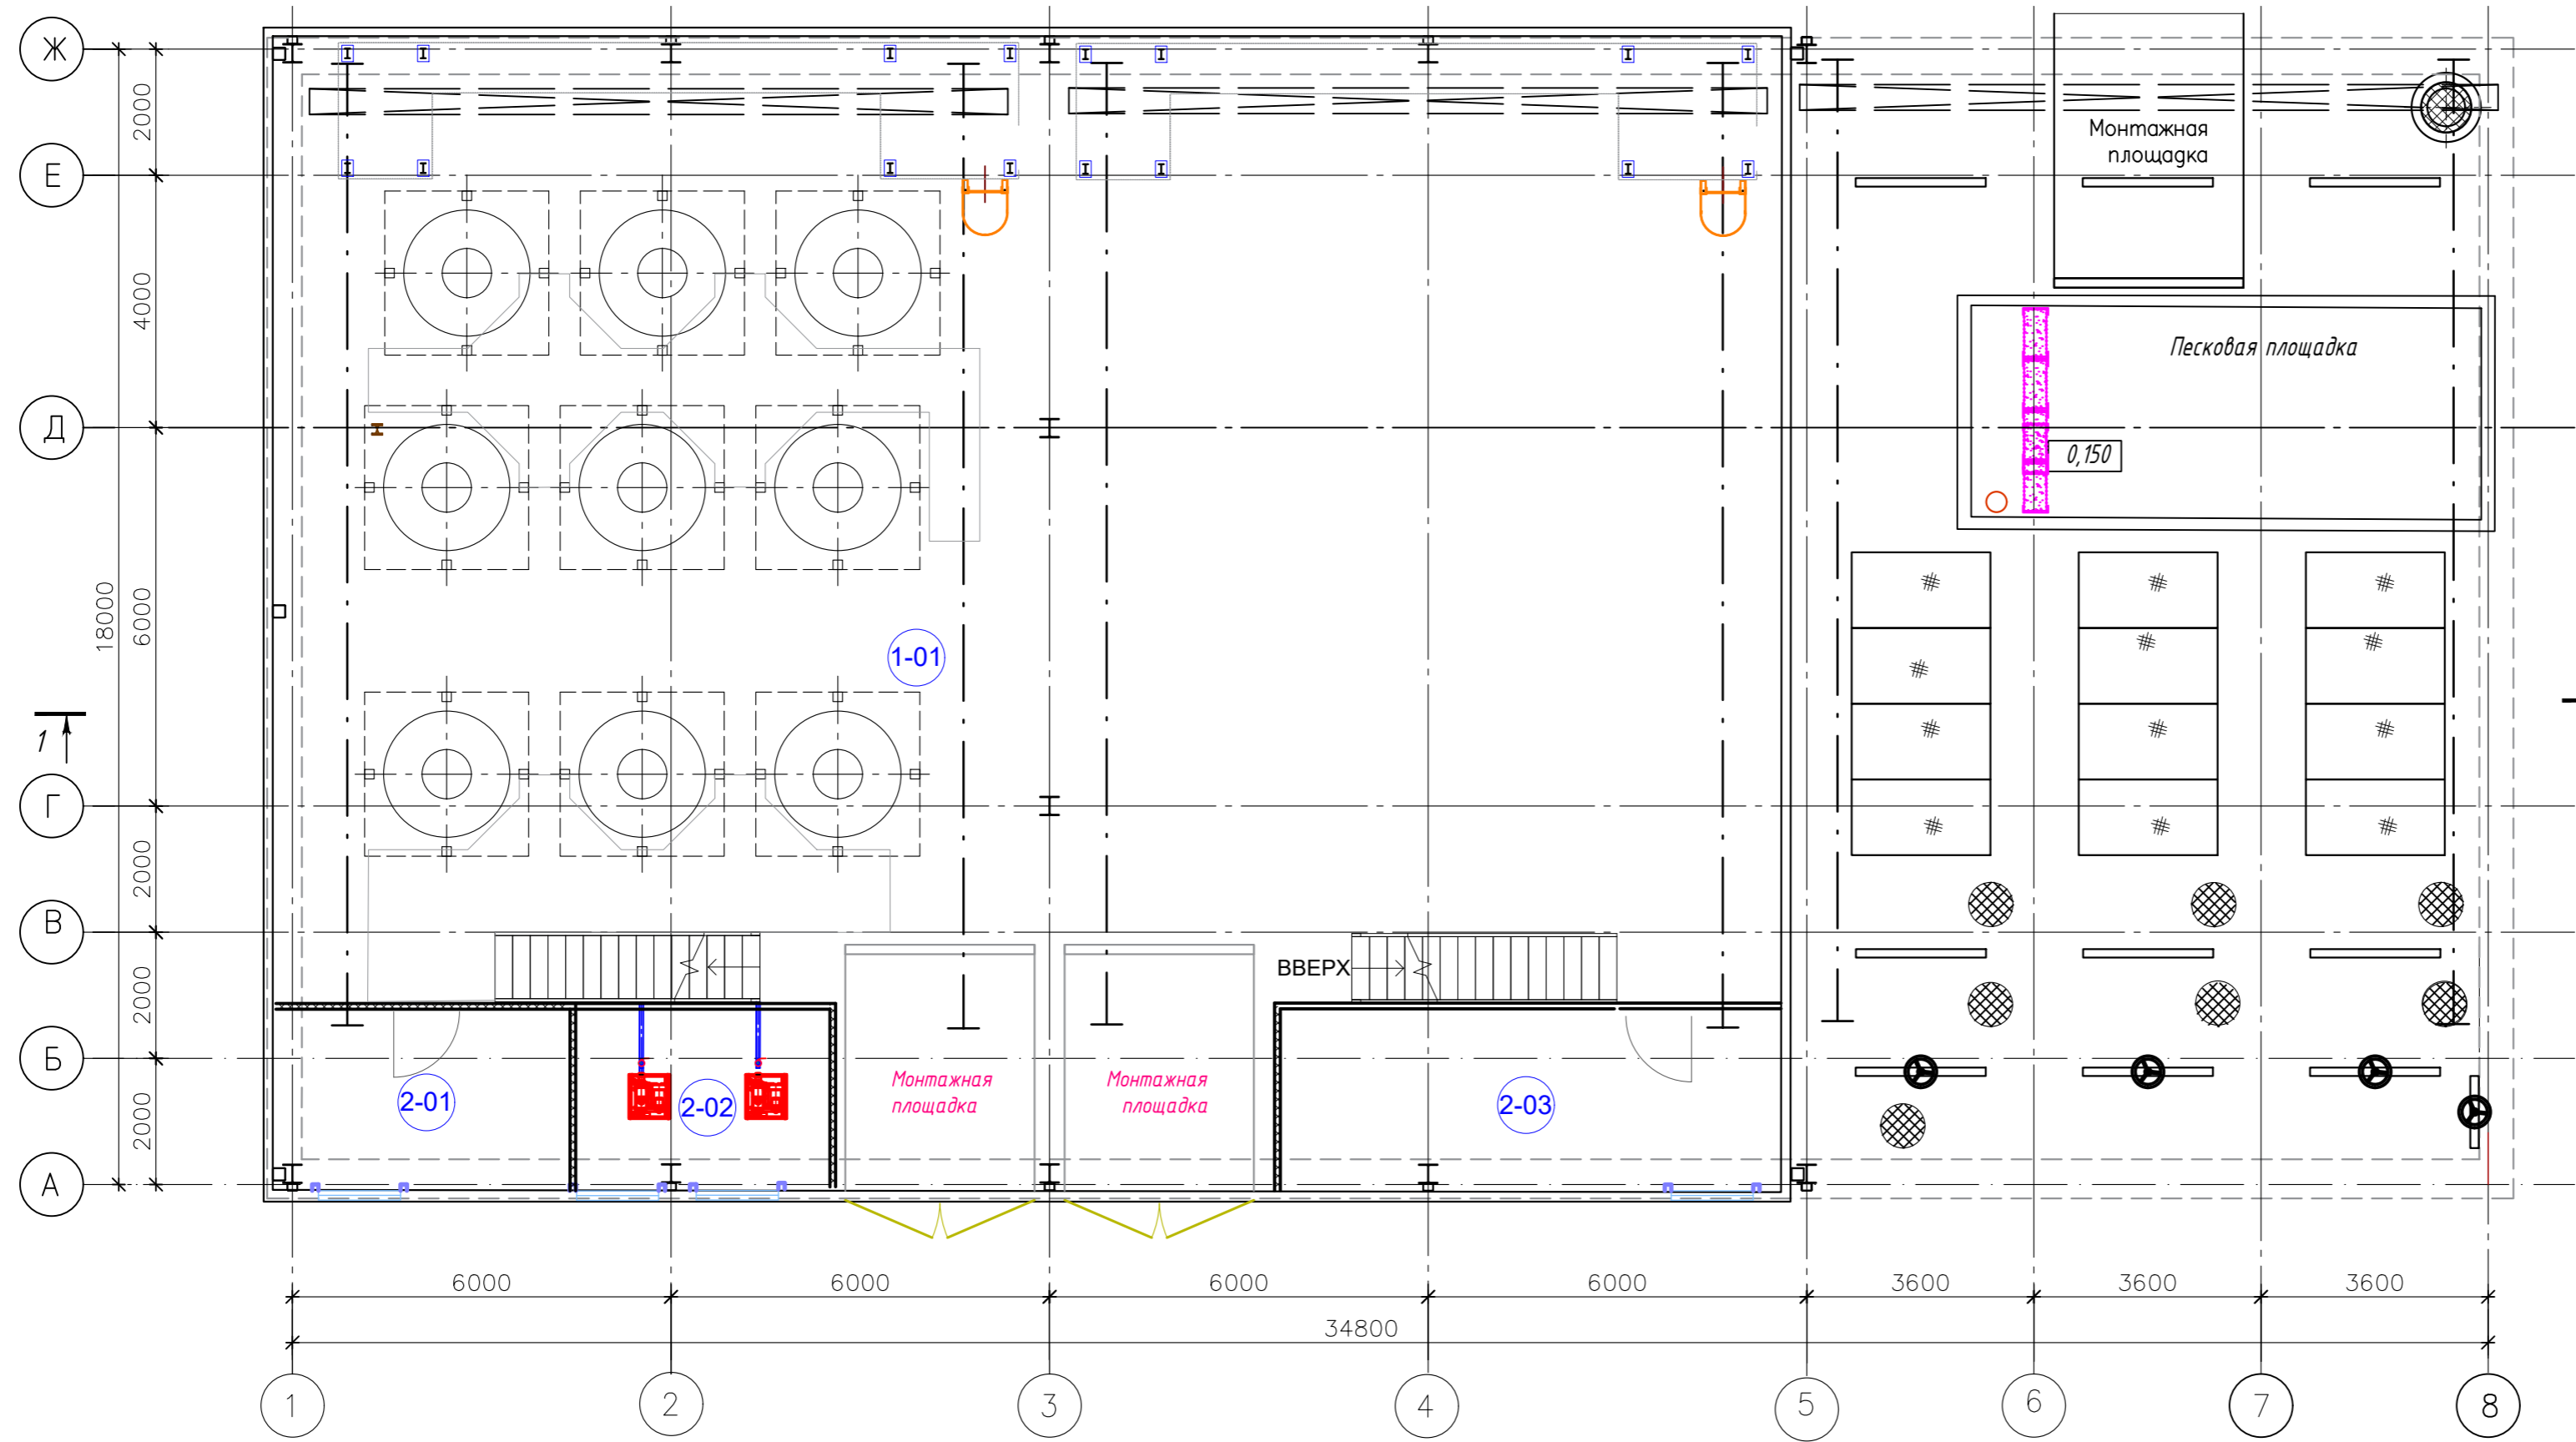 Ж
2000
Монтажная
площадка
Е
4000
Песковая площадка
Д
0,150
18000
6000
1-01
1
Г
2000
В
ВВЕРХ
2000
Б
Монтажная
площадка
Монтажная
площадка
2-01
2-02
2-03
2000
А
6000
6000
6000
6000
3600
3600
3600
34800
1
2
3
4
5
6
7
8